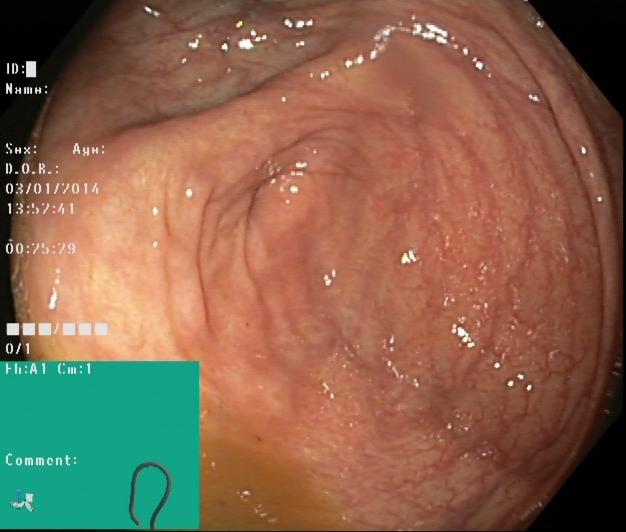 ID:
Name:
Sex: Age:
D.O.B.:
03/01/2014
13:52:41
00:25:29
0/1
Eh:A1 Cm:1
Comment: